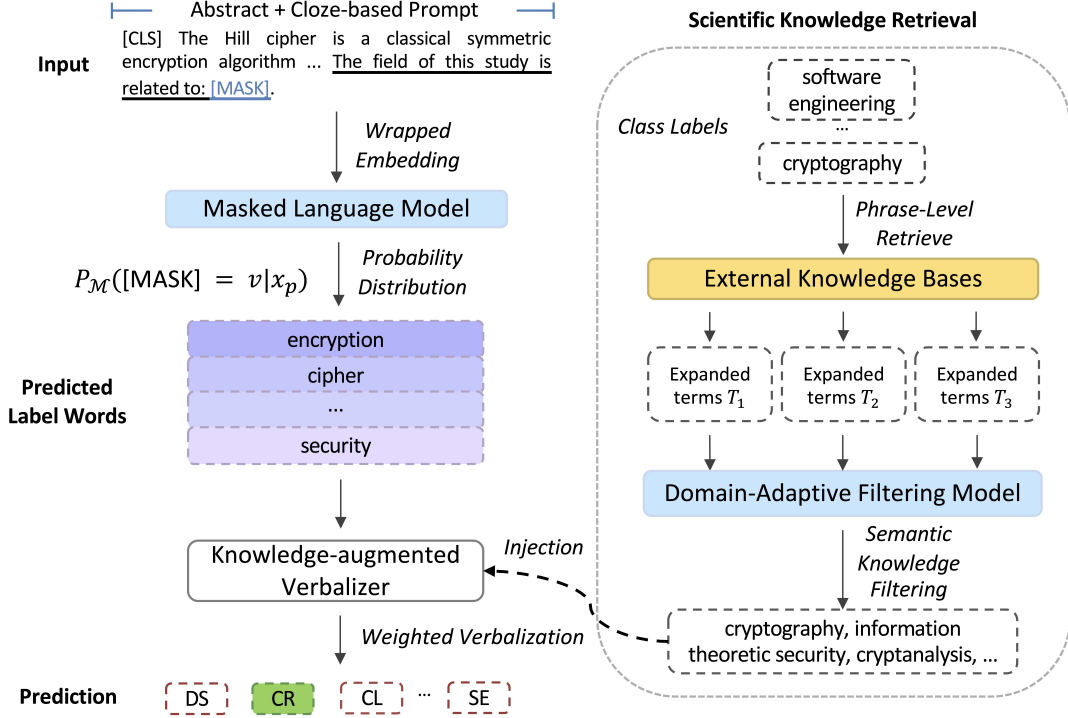 Abstract + Cloze-based Prompt
Input
[CLS] The Hill cipher is a classical symmetric
encryption algorithm ... The field of this study is
related to: [MASK].
Wrapped
Embedding
Masked Language Model
P_ℳ([MASK] = v|x_p)
Probability
Distribution
Predicted
Label Words
encryption
cipher
...
security
Knowledge-augmented
Verbalizer
Injection
Weighted Verbalization
Prediction
DS
CR
CL
...
SE
Scientific Knowledge Retrieval
Class Labels
software
engineering
...
cryptography
Phrase-Level
Retrieve
External Knowledge Bases
Expanded
terms T₁
Expanded
terms T₂
Expanded
terms T₃
Domain-Adaptive Filtering Model
Semantic
Knowledge
Filtering
cryptography, information
theoretic security, cryptanalysis, ...